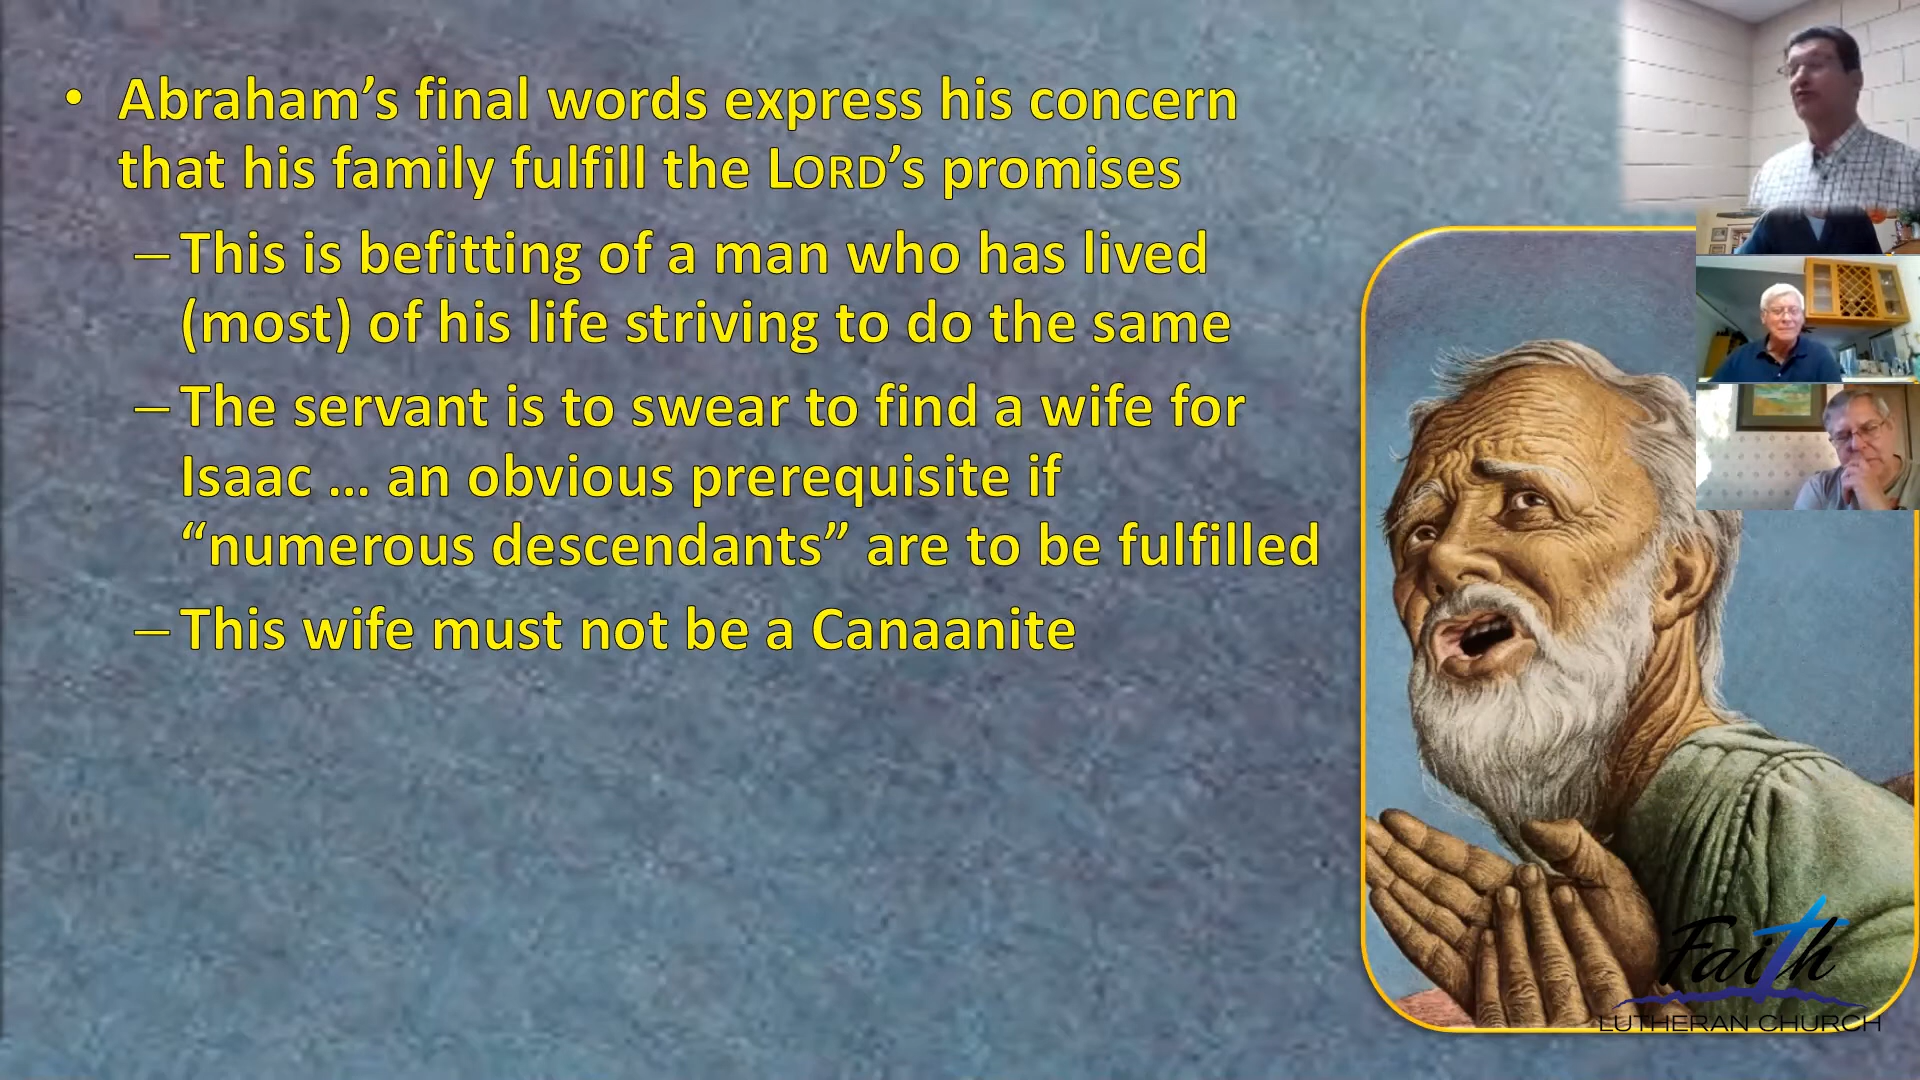 • Abraham’s final words express his concern
that his family fulfill the LORD’s promises
– This is befitting of a man who has lived
(most) of his life striving to do the same
– The servant is to swear to find a wife for
Isaac … an obvious prerequisite if
“numerous descendants” are to be fulfilled
– This wife must not be a Canaanite
Faith
LUTHERAN CHURCH